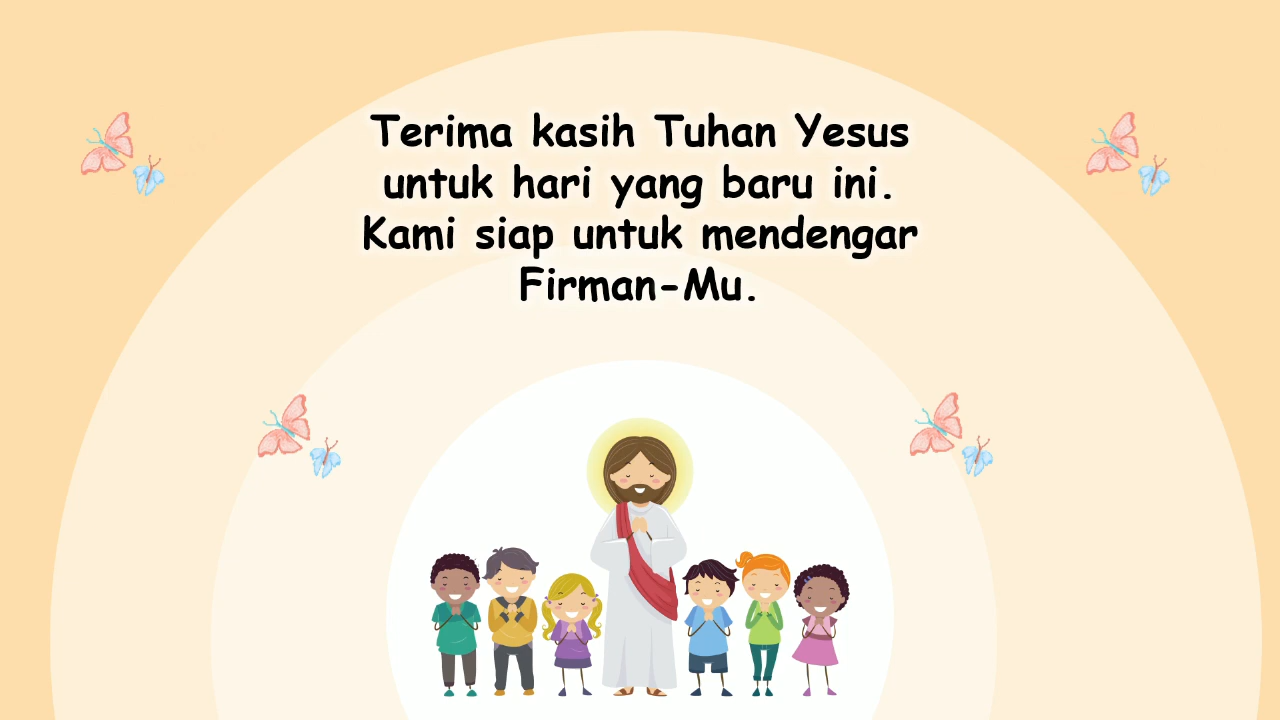 Terima kasih Tuhan Yesus
untuk hari yang baru ini.
Kami siap untuk mendengar
Firman-Mu.